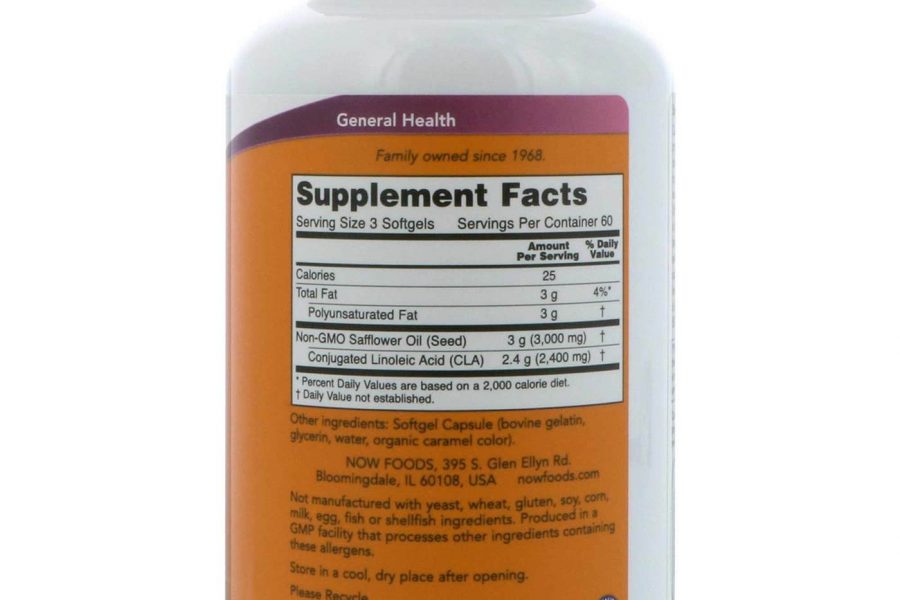 General Health
Family owned since 1968.
Supplement Facts
Serving Size 3 Softgels Servings Per Container 60
Amount Per Serving % Daily Value
Calories 25
Total Fat 3 g 4%*
Polyunsaturated Fat 3 g †
Non-GMO Safflower Oil (Seed) 3 g (3,000 mg) †
Conjugated Linoleic Acid (CLA) 2.4 g (2,400 mg) †
* Percent Daily Values are based on a 2,000 calorie diet.
† Daily Value not established.
Other ingredients: Softgel Capsule (bovine gelatin,
glycerin, water, organic caramel color).
NOW FOODS, 395 S. Glen Ellyn Rd.
Bloomingdale, IL 60108, USA nowfoods.com
Not manufactured with yeast, wheat, gluten, soy, corn,
milk, egg, fish or shellfish ingredients. Produced in a
GMP facility that processes other ingredients containing
these allergens.
Store in a cool, dry place after opening.
Please Recycle